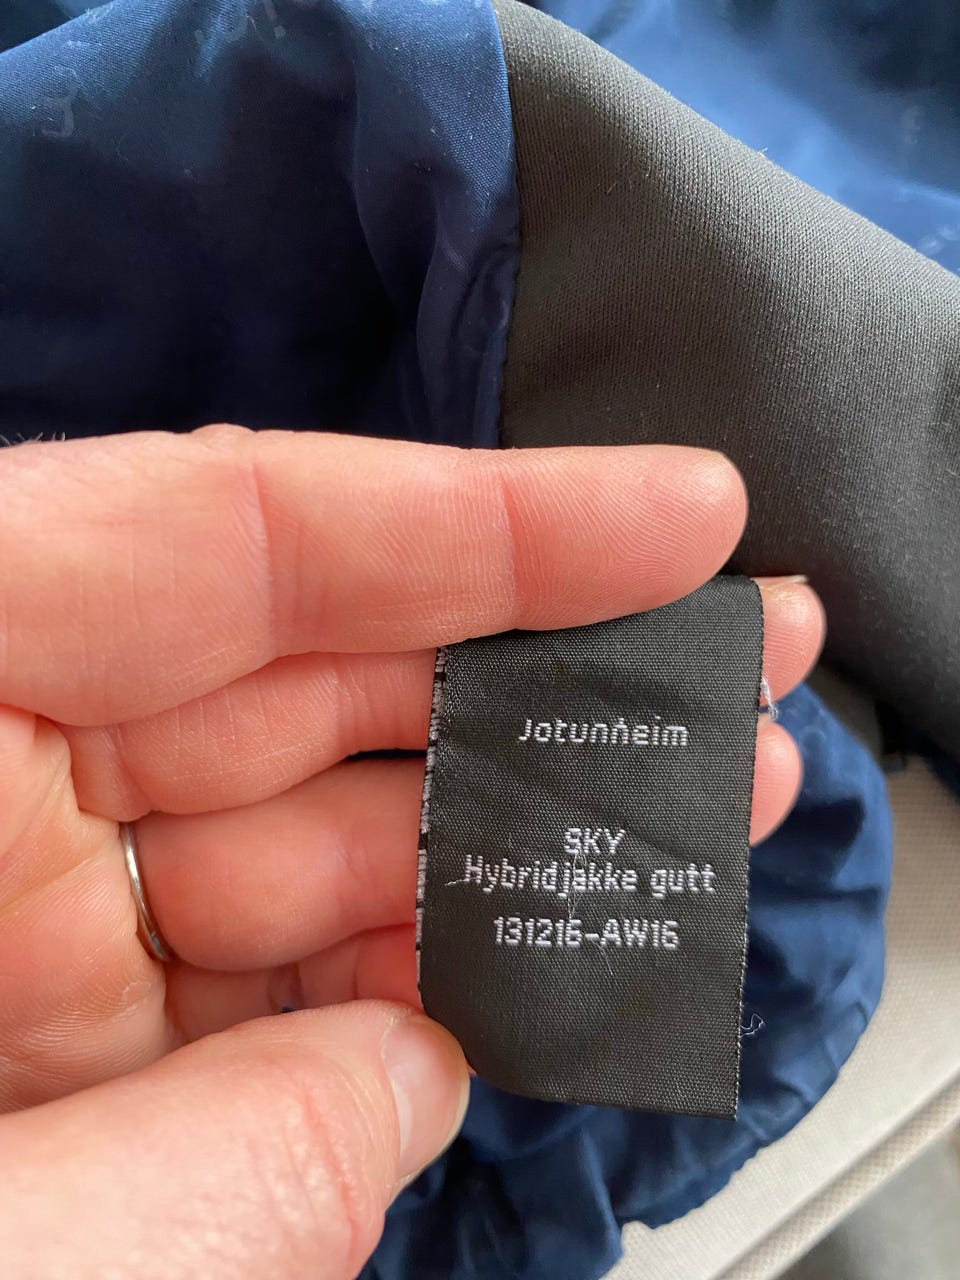 Jotunheim
SKY
Hybridjakke gutt
131216-AW16